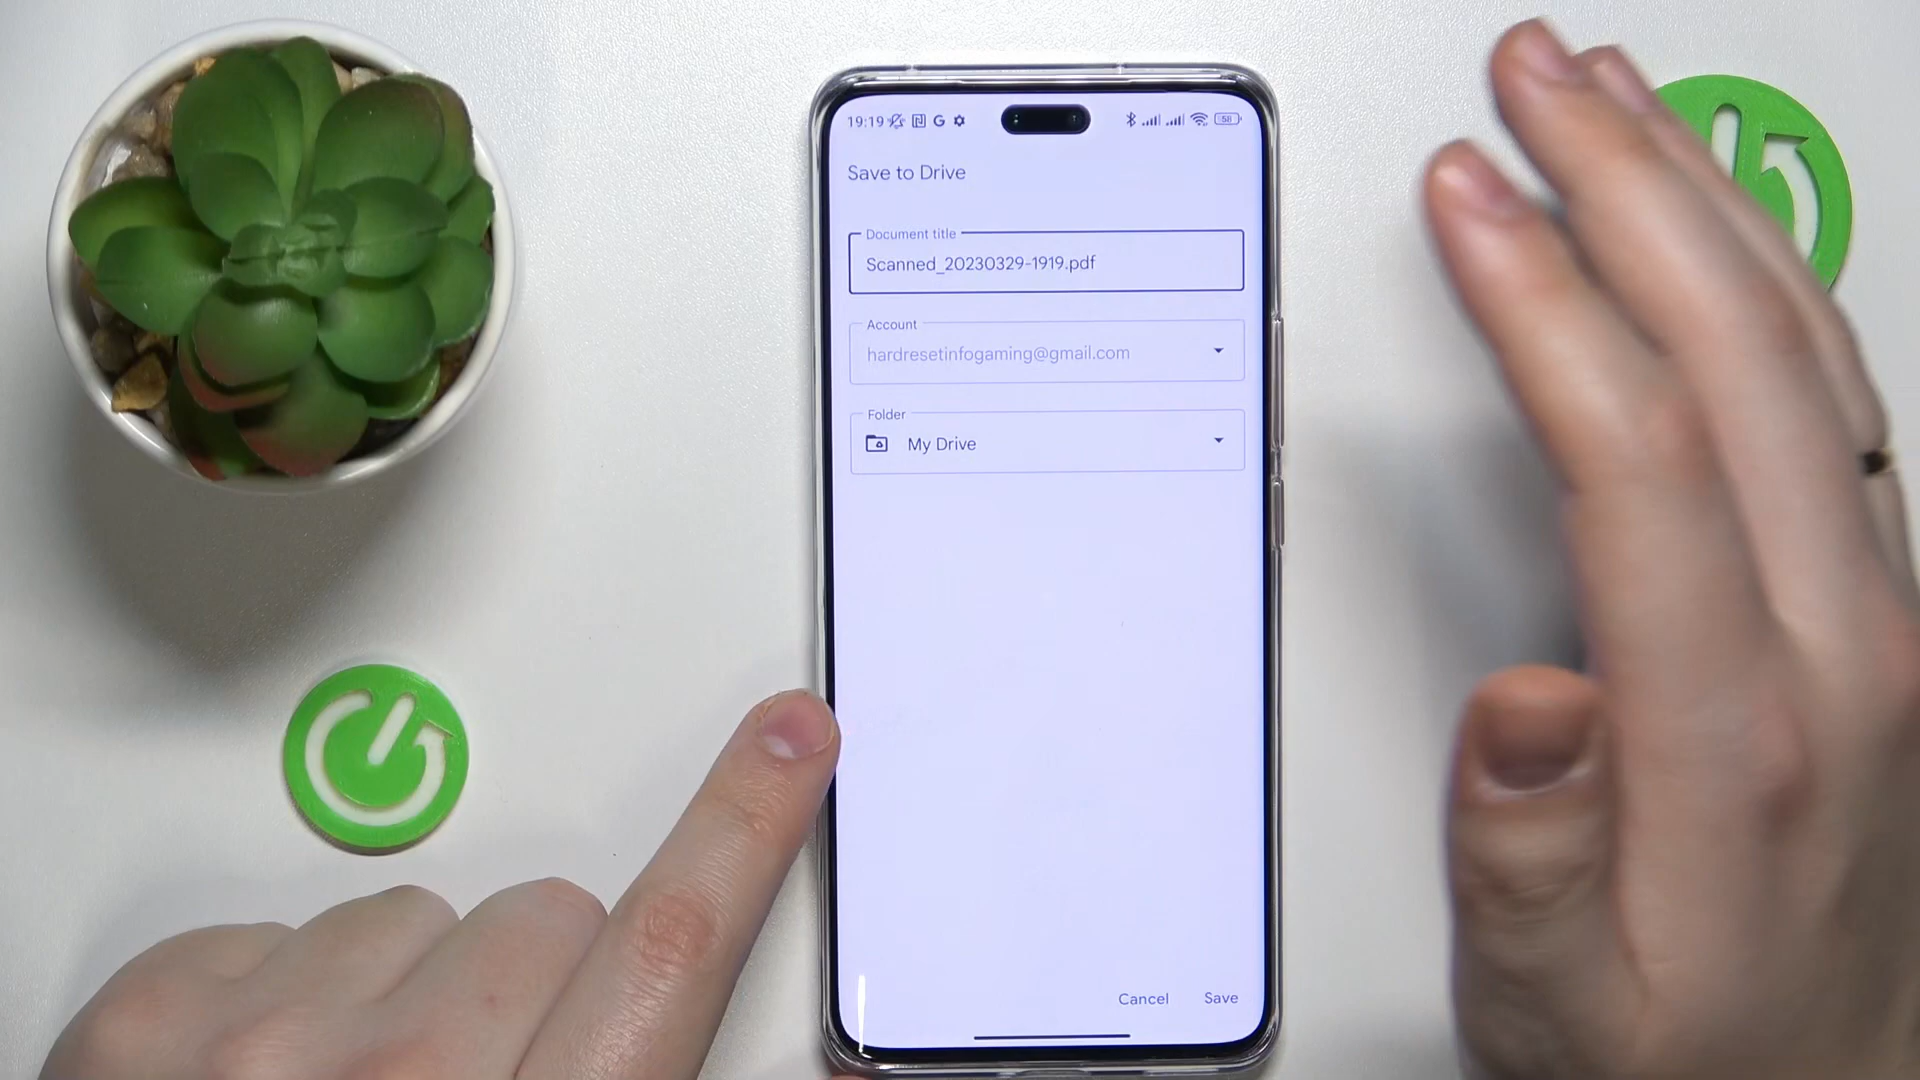 19:19
58
Save to Drive
Document title
Scanned_20230329-1919.pdf
Account
hardresetinfogaming@gmail.com
Folder
My Drive
Cancel Save